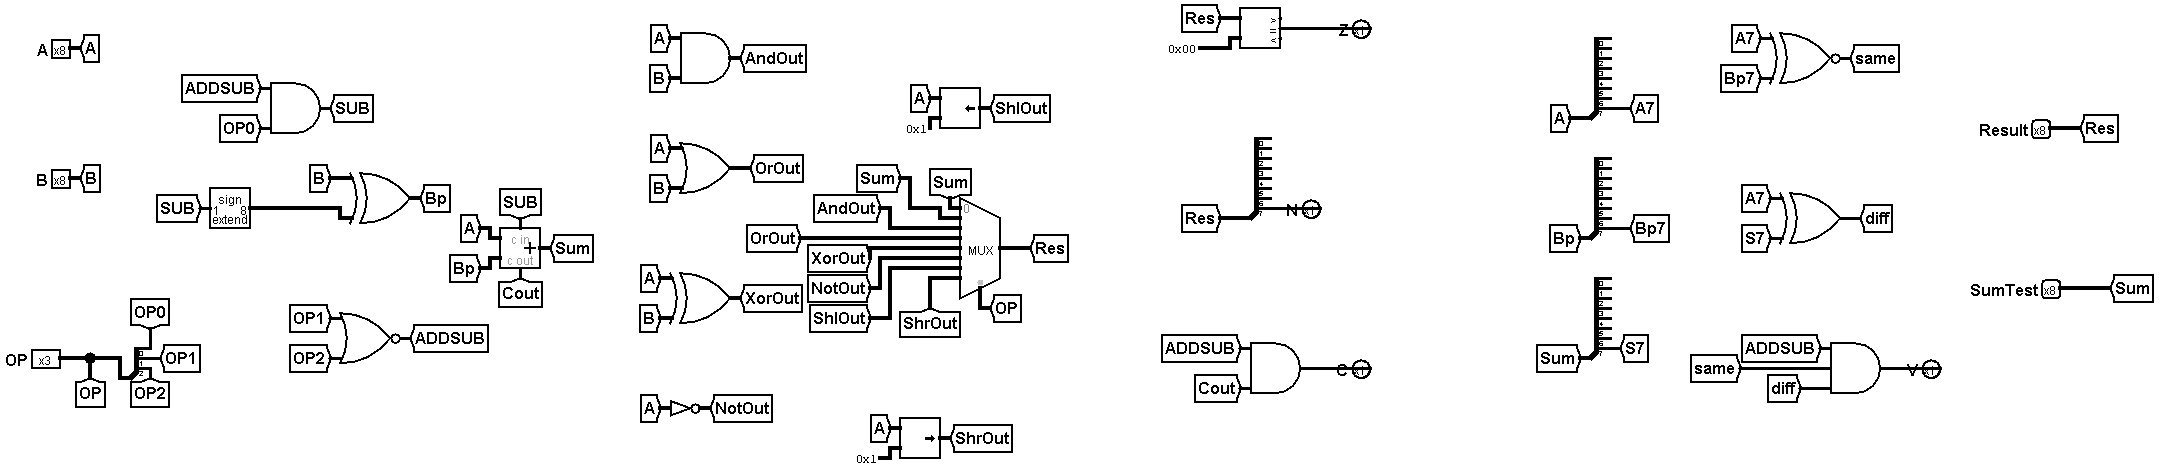 A x8 A
ADDSUB
OP0
SUB
B x8 B
SUB
sign
1 8
extend
B
Bp
SUB
A
Bp
c in
+
c out
Sum
Cout
OP x3
OP0
OP1
OP2
OP
OP1
OP2
ADDSUB
A
B
AndOut
A
B
OrOut
A
B
XorOut
A
NotOut
A
0x1
ShlOut
Sum
Sum
AndOut
OrOut
XorOut
NotOut
ShlOut
ShrOut
0
MUX
Res
OP
A
0x1
ShrOut
Res
0x00
Z
Res
N
ADDSUB
Cout
C
A
A7
Bp
Bp7
Sum
S7
A7
Bp7
same
A7
S7
diff
ADDSUB
same
diff
V
Result x8 Res
SumTest x8 Sum